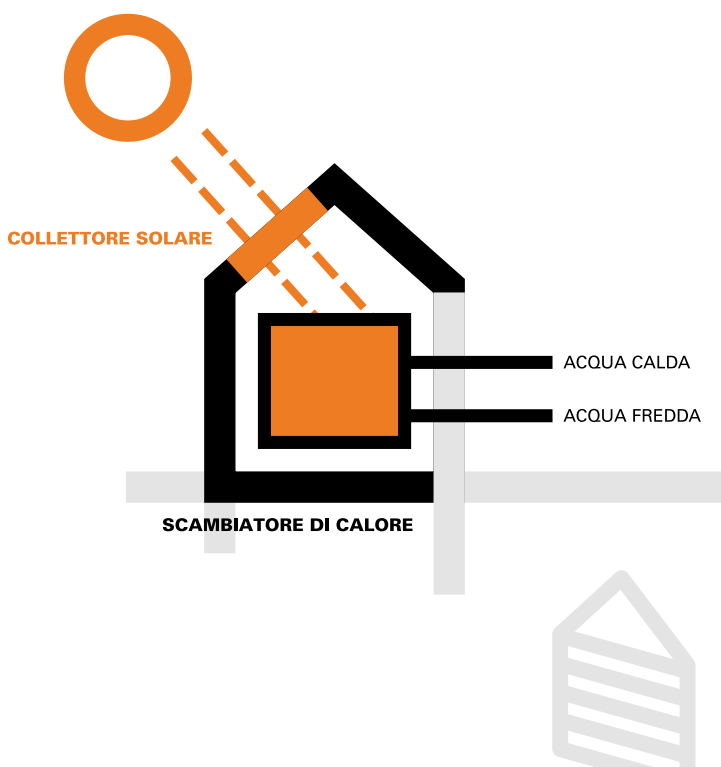 COLLETTORE SOLARE
ACQUA CALDA
ACQUA FREDDA
SCAMBIATORE DI CALORE